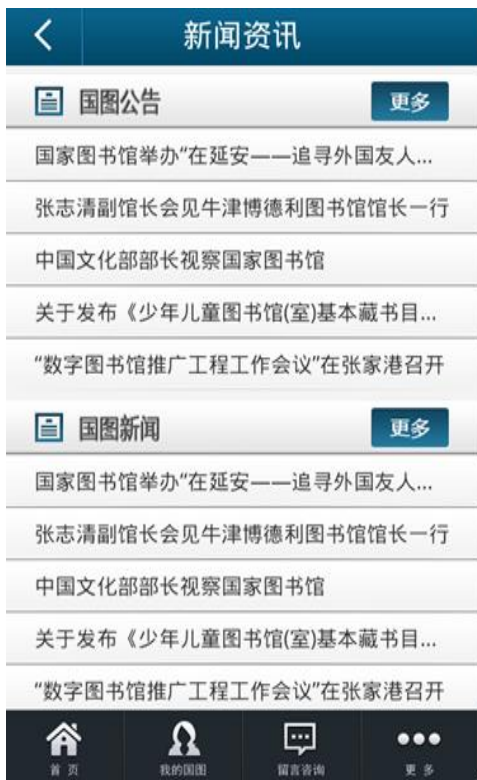 新闻资讯
国图公告 更多
国家图书馆举办“在延安——追寻外国友人...
张志清副馆长会见牛津博德利图书馆馆长一行
中国文化部部长视察国家图书馆
关于发布《少年儿童图书馆(室)基本藏书目...
“数字图书馆推广工程工作会议”在张家港召开
国图新闻 更多
国家图书馆举办“在延安——追寻外国友人...
张志清副馆长会见牛津博德利图书馆馆长一行
中国文化部部长视察国家图书馆
关于发布《少年儿童图书馆(室)基本藏书目...
“数字图书馆推广工程工作会议”在张家港召开
首页 我的国图 留言咨询 更多